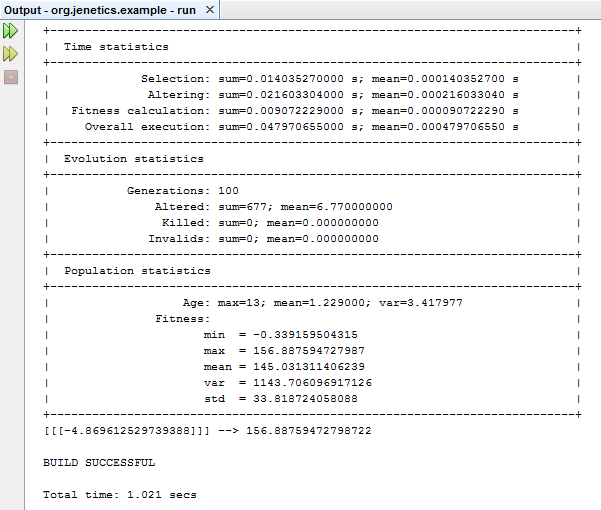 Output - org.jenetics.example - run ×
+---------------------------------------------------------------------------+
|  Time statistics                                                          |
+---------------------------------------------------------------------------+
|             Selection: sum=0.014035270000 s; mean=0.000140352700 s        |
|              Altering: sum=0.021603304000 s; mean=0.000216033040 s        |
|   Fitness calculation: sum=0.009072229000 s; mean=0.000090722290 s        |
|     Overall execution: sum=0.047970655000 s; mean=0.000479706550 s        |
+---------------------------------------------------------------------------+
|  Evolution statistics                                                     |
+---------------------------------------------------------------------------+
|           Generations: 100                                                |
|               Altered: sum=677; mean=6.770000000                          |
|                Killed: sum=0; mean=0.000000000                            |
|              Invalids: sum=0; mean=0.000000000                            |
+---------------------------------------------------------------------------+
|  Population statistics                                                    |
+---------------------------------------------------------------------------+
|                   Age: max=13; mean=1.229000; var=3.417977                |
|               Fitness:                                                    |
|                      min  = -0.339159504315                               |
|                      max  = 156.887594727987                              |
|                      mean = 145.031311406239                              |
|                      var  = 1143.706096917126                             |
|                      std  = 33.818724058088                               |
+---------------------------------------------------------------------------+
[[[-4.869612529739388]]] --> 156.88759472798722
BUILD SUCCESSFUL
Total time: 1.021 secs